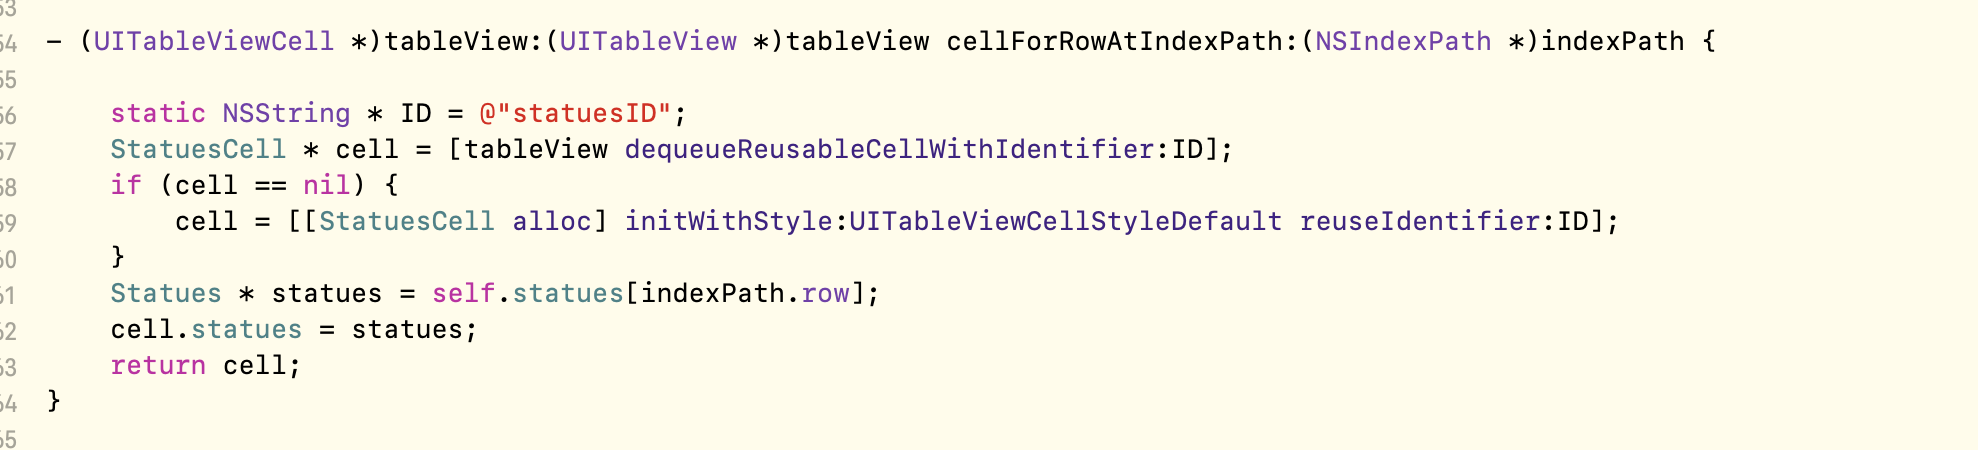 53
54 - (UITableViewCell *)tableView:(UITableView *)tableView cellForRowAtIndexPath:(NSIndexPath *)indexPath {
55
56 static NSString * ID = @"statuesID";
57 StatuesCell * cell = [tableView dequeueReusableCellWithIdentifier:ID];
58 if (cell == nil) {
59 cell = [[StatuesCell alloc] initWithStyle:UITableViewCellStyleDefault reuseIdentifier:ID];
60 }
61 Statues * statues = self.statues[indexPath.row];
62 cell.statues = statues;
63 return cell;
64 }
65